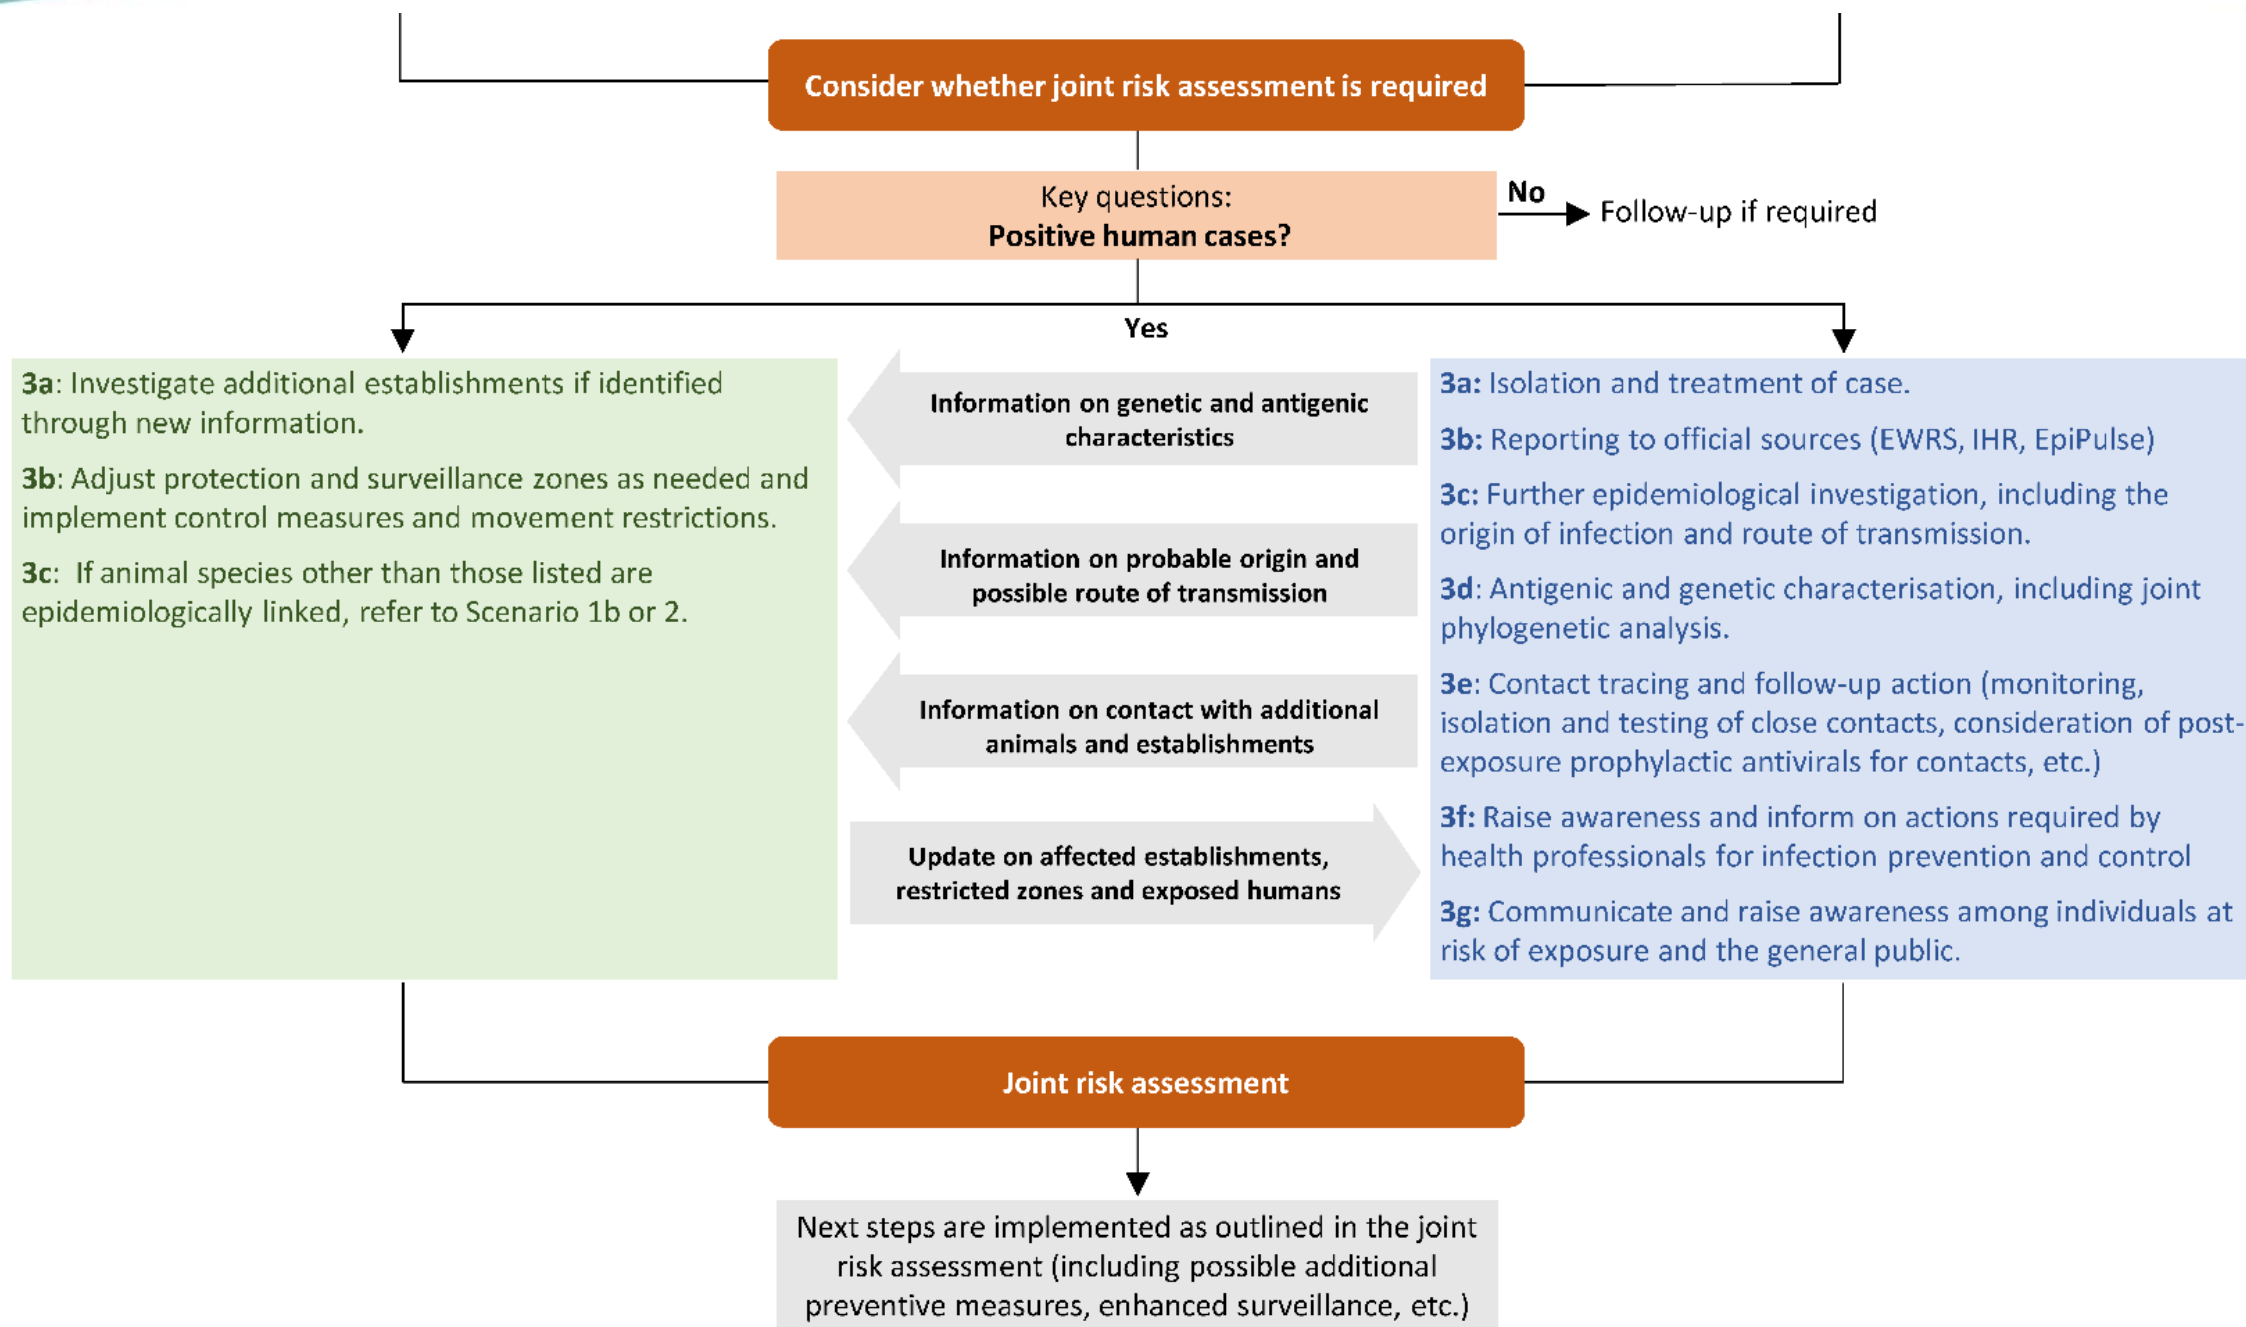 Consider whether joint risk assessment is required
Key questions:
Positive human cases?
No
Follow-up if required
Yes
3a: Investigate additional establishments if identified
through new information.
3b: Adjust protection and surveillance zones as needed and
implement control measures and movement restrictions.
3c:  If animal species other than those listed are
epidemiologically linked, refer to Scenario 1b or 2.
Information on genetic and antigenic
characteristics
Information on probable origin and
possible route of transmission
Information on contact with additional
animals and establishments
Update on affected establishments,
restricted zones and exposed humans
3a: Isolation and treatment of case.
3b: Reporting to official sources (EWRS, IHR, EpiPulse)
3c: Further epidemiological investigation, including the
origin of infection and route of transmission.
3d: Antigenic and genetic characterisation, including joint
phylogenetic analysis.
3e: Contact tracing and follow-up action (monitoring,
isolation and testing of close contacts, consideration of post-
exposure prophylactic antivirals for contacts, etc.)
3f: Raise awareness and inform on actions required by
health professionals for infection prevention and control
3g: Communicate and raise awareness among individuals at
risk of exposure and the general public.
Joint risk assessment
Next steps are implemented as outlined in the joint
risk assessment (including possible additional
preventive measures, enhanced surveillance, etc.)